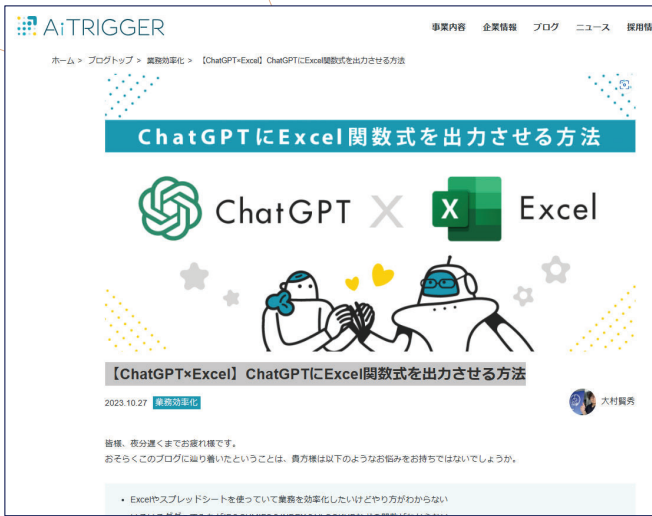 AiTRIGGER
事業内容 企業情報 ブログ ニュース 採用情
ホーム > ブログトップ > 業務効率化 > 【ChatGPT×Excel】ChatGPTにExcel関数式を出力させる方法
ChatGPTにExcel関数式を出力させる方法
ChatGPT X X Excel
【ChatGPT×Excel】ChatGPTにExcel関数式を出力させる方法
2023.10.27 業務効率化
大村賢秀
皆様、夜分遅くまでお疲れ様です。
おそらくこのブログに辿り着いたということは、貴方様は以下のようなお悩みをお持ちではないでしょうか。
• Excelやスプレッドシートを使っていて業務を効率化したいけどやり方がわからない